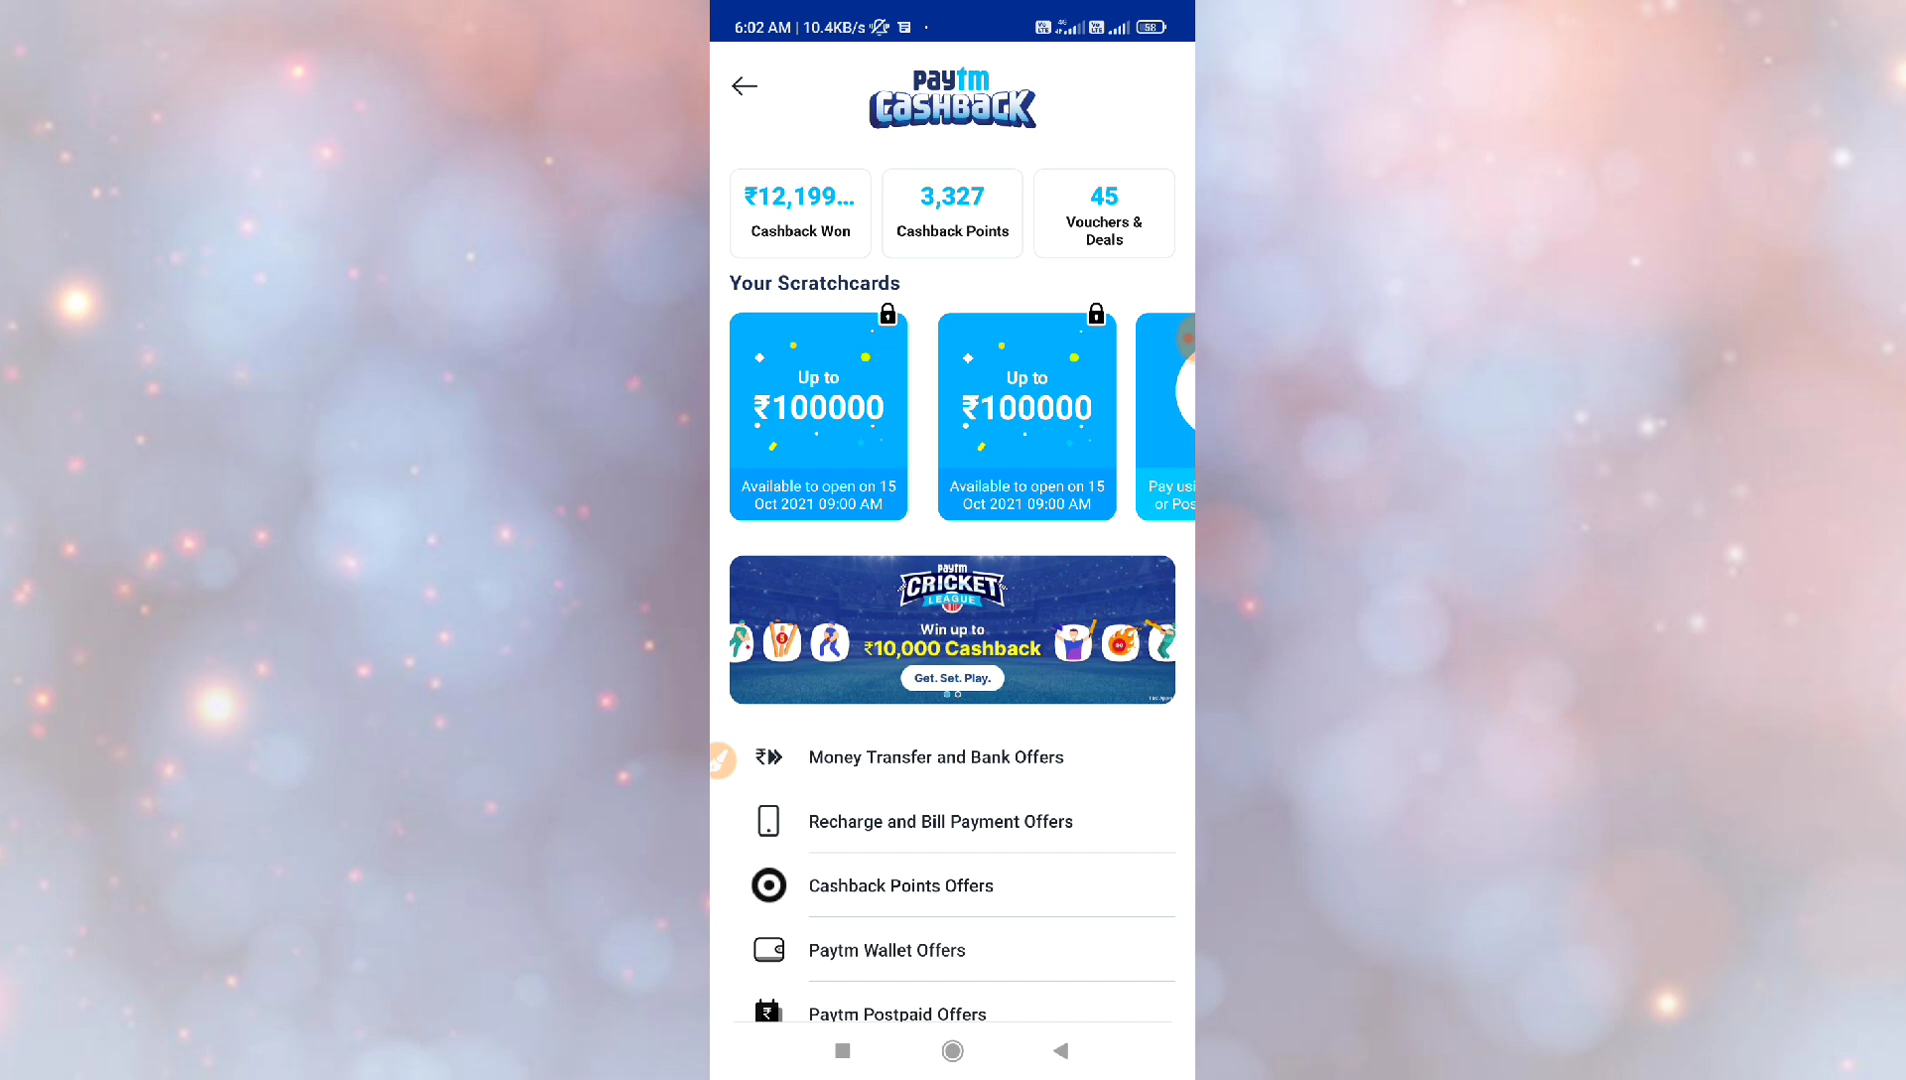 6:02 AM | 10.4KB/s
4G
58
paytm
CASHBACK
₹12,199...
Cashback Won
3,327
Cashback Points
45
Vouchers &
Deals
Your Scratchcards
Up to
₹100000
Available to open on 15
Oct 2021 09:00 AM
Up to
₹100000
Available to open on 15
Oct 2021 09:00 AM
Pay usi
or Pos
paytm
CRICKET
LEAGUE
Win up to
₹10,000 Cashback
Get. Set. Play.
Money Transfer and Bank Offers
Recharge and Bill Payment Offers
Cashback Points Offers
Paytm Wallet Offers
Paytm Postpaid Offers